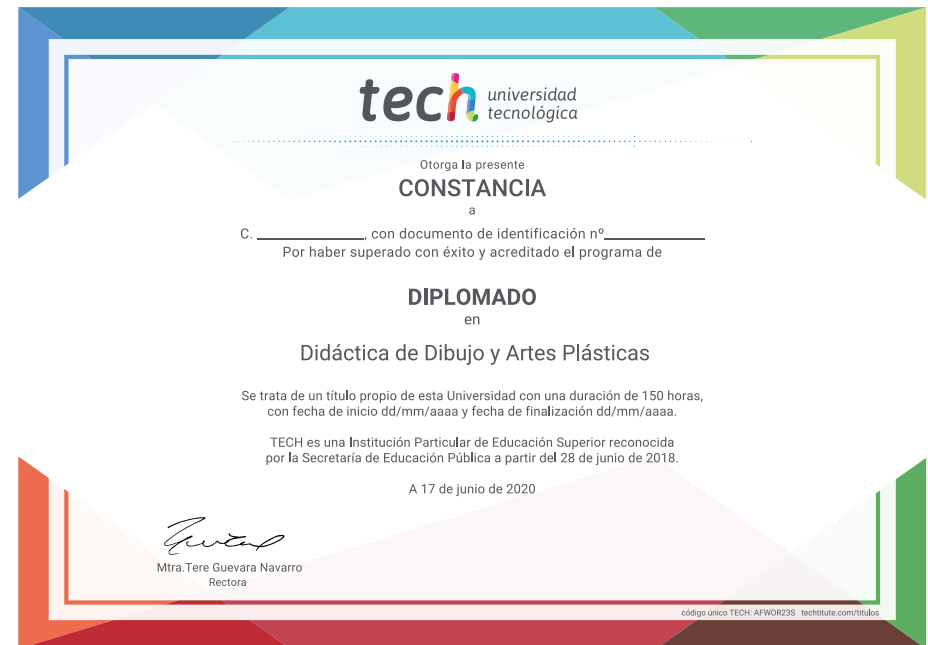 tech universidad
tecnológica
Otorga la presente
CONSTANCIA
a
C. ______________, con documento de identificación nº_____________
Por haber superado con éxito y acreditado el programa de
DIPLOMADO
en
Didáctica de Dibujo y Artes Plásticas
Se trata de un título propio de esta Universidad con una duración de 150 horas,
con fecha de inicio dd/mm/aaaa y fecha de finalización dd/mm/aaaa.
TECH es una Institución Particular de Educación Superior reconocida
por la Secretaría de Educación Pública a partir del 28 de junio de 2018.
A 17 de junio de 2020
Mtra.Tere Guevara Navarro
Rectora
código único TECH: AFWOR23S techtitute.com/titulos